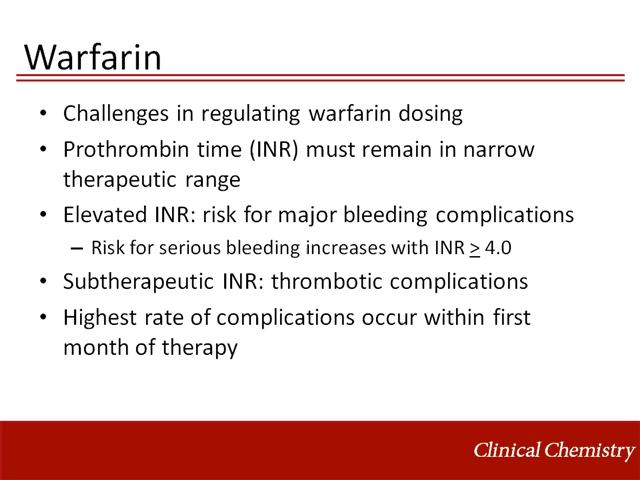 Warfarin
• Challenges in regulating warfarin dosing
• Prothrombin time (INR) must remain in narrow
therapeutic range
• Elevated INR: risk for major bleeding complications
– Risk for serious bleeding increases with INR ≥ 4.0
• Subtherapeutic INR: thrombotic complications
• Highest rate of complications occur within first
month of therapy
Clinical Chemistry